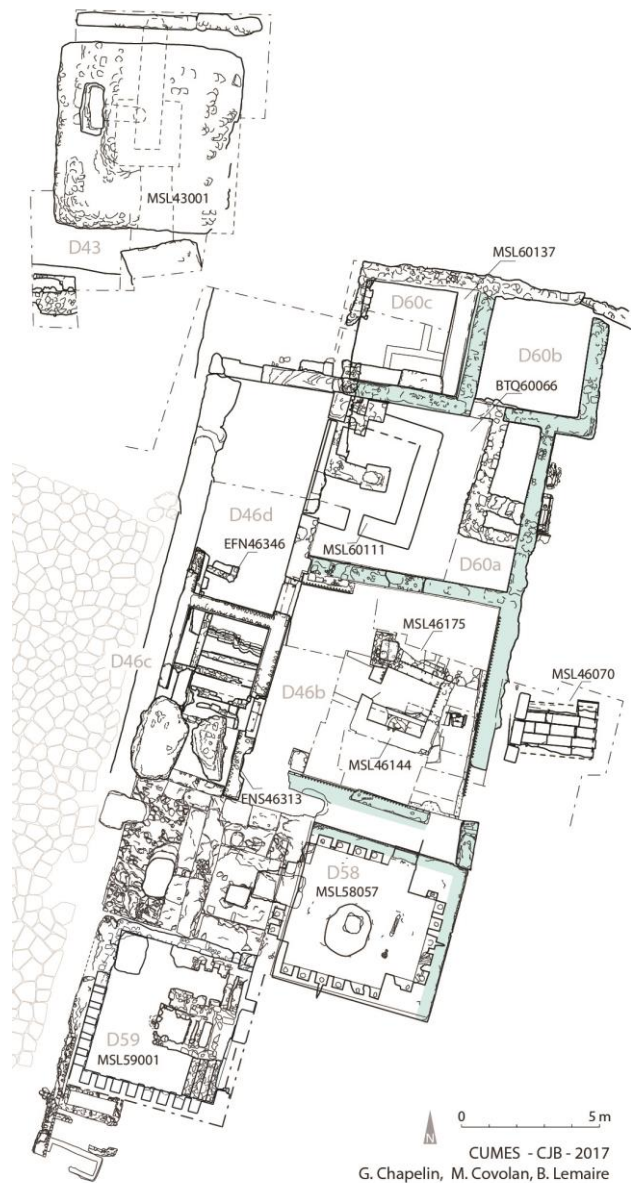 MSL43001
D43
MSL60137
D60c
D60b
BTQ60066
D46d
EFN46346
MSL60111
D60a
MSL46175
D46c
D46b
MSL46070
MSL46144
ENS46313
D58
MSL58057
D59
MSL59001
N
0 5 m
CUMES - CJB - 2017
G. Chapelin, M. Covolan, B. Lemaire